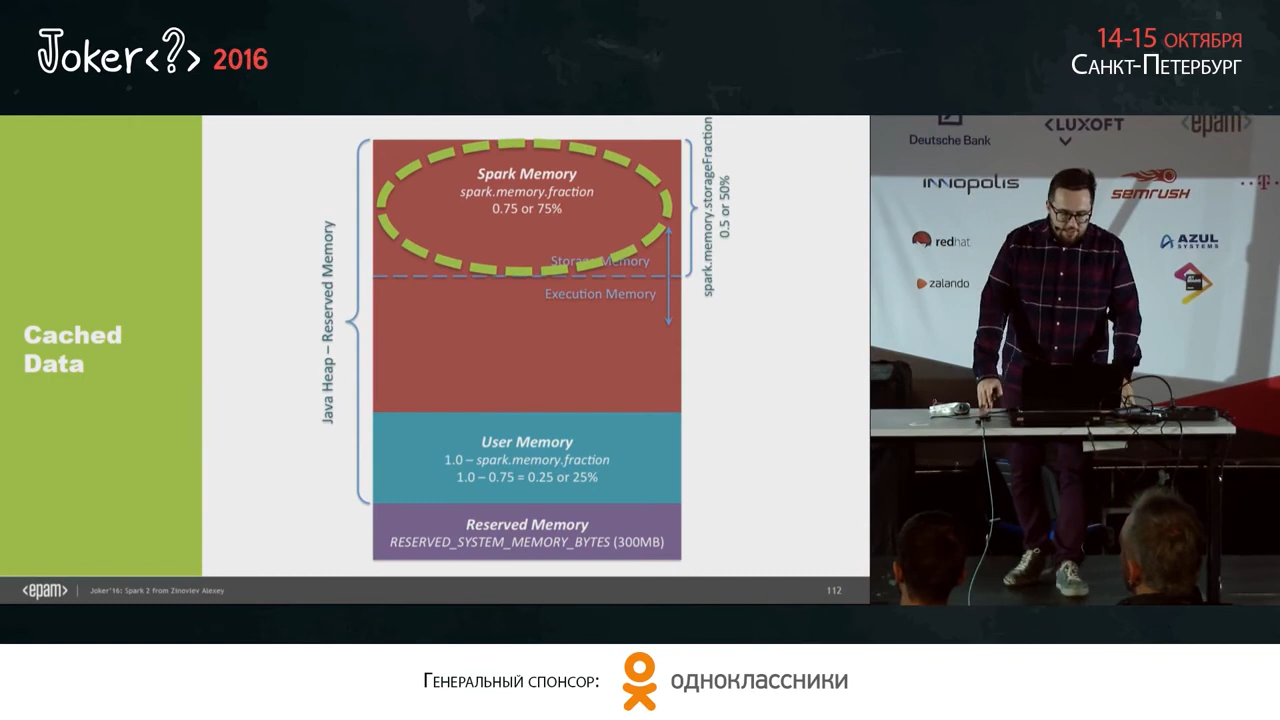 Joker<?> 2016
14-15 ОКТЯБРЯ
САНКТ-ПЕТЕРБУРГ
Cached
Data
Java Heap – Reserved Memory
Spark Memory
spark.memory.fraction
0.75 or 75%
Storage Memory
Execution Memory
spark.memory.storageFraction
0.5 or 50%
User Memory
1.0 – spark.memory.fraction
1.0 – 0.75 = 0.25 or 25%
Reserved Memory
RESERVED_SYSTEM_MEMORY_BYTES (300MB)
<epam>
Joker'16: Spark 2 from Zinoviev Alexey
112
Deutsche Bank
<LUXOFT
<epam>
INNOPOLIS
SEMRUSH
T
redhat
AZUL
SYSTEMS
zalando
ГЕНЕРАЛЬНЫЙ СПОНСОР:
одноклассники